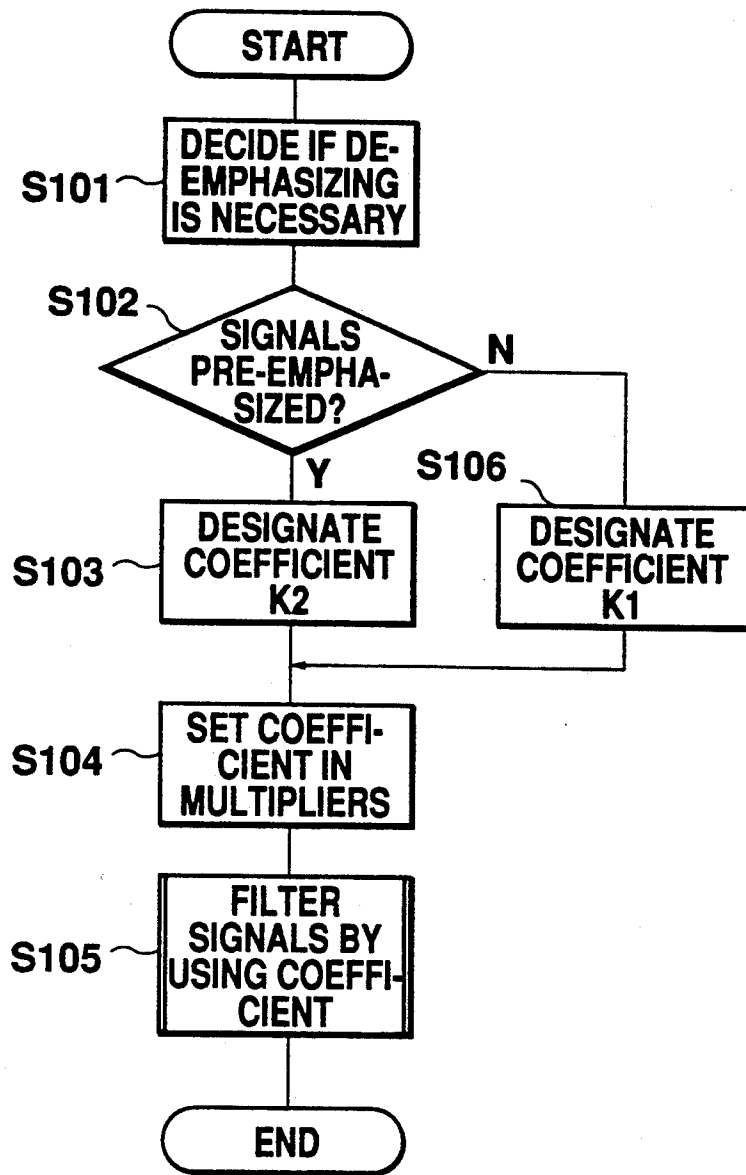 START
S101
DECIDE IF DE-
EMPHASIZING
IS NECESSARY
S102
SIGNALS
PRE-EMPHA-
SIZED?
N
Y
S103
DESIGNATE
COEFFICIENT
K2
S106
DESIGNATE
COEFFICIENT
K1
S104
SET COEFFI-
CIENT IN
MULTIPLIERS
S105
FILTER
SIGNALS BY
USING COEFFI-
CIENT
END